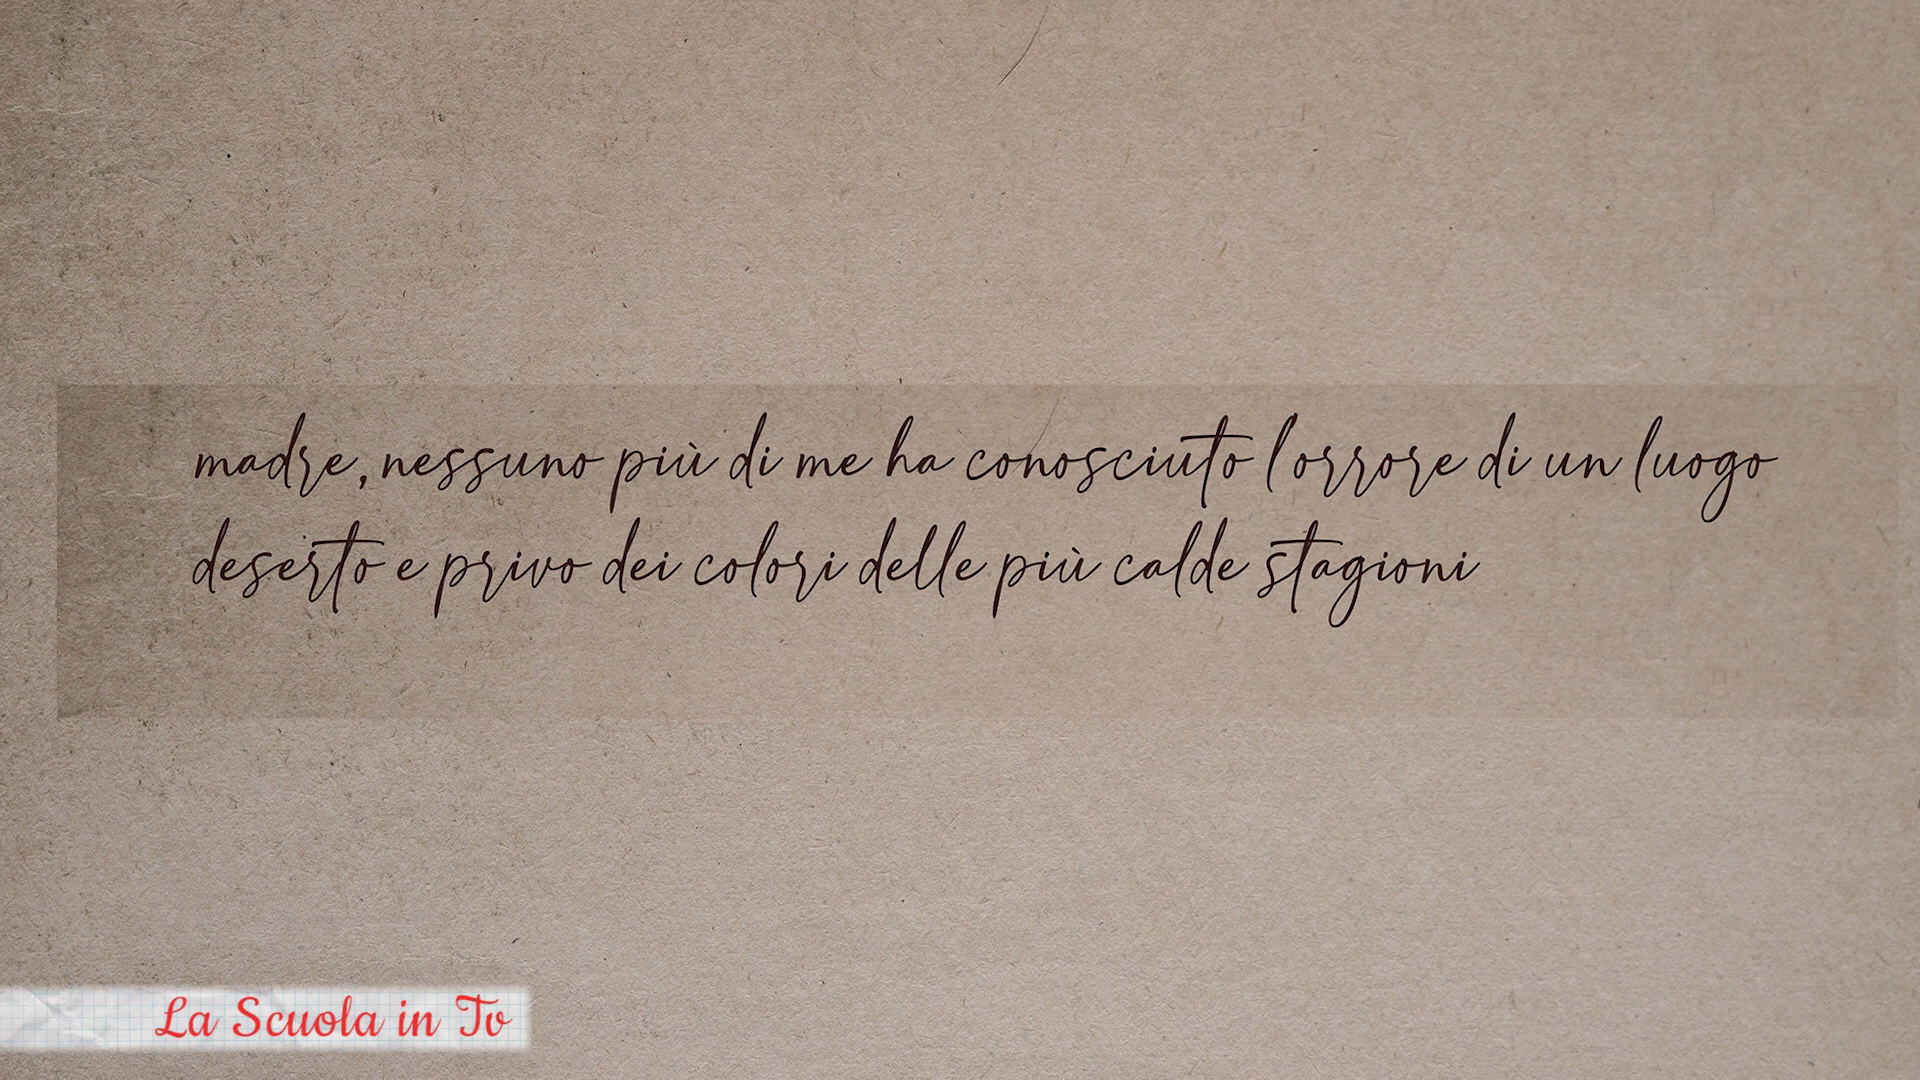 madre, nessuno più di me ha conosciuto l'orrore di un luogo
deserto e privo dei colori delle più calde stagioni
La Scuola in Tv